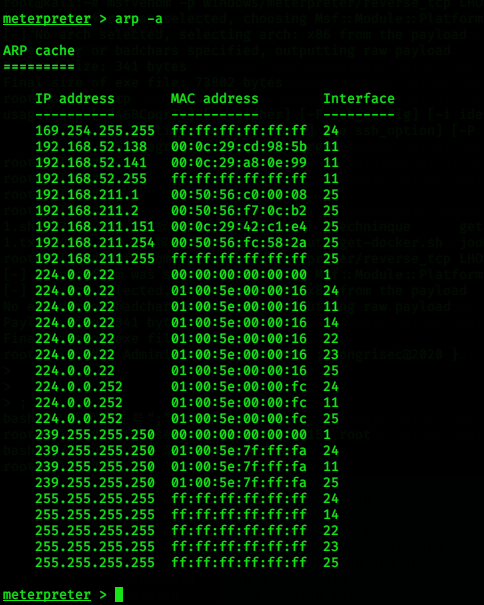 meterpreter > arp -a
ARP cache
=========
IP address MAC address Interface
---------- ----------- ---------
169.254.255.255 ff:ff:ff:ff:ff:ff 24
192.168.52.138 00:0c:29:cd:98:5b 11
192.168.52.141 00:0c:29:a8:0e:99 11
192.168.52.255 ff:ff:ff:ff:ff:ff 11
192.168.211.1 00:50:56:c0:00:08 25
192.168.211.2 00:50:56:f7:0c:b2 25
192.168.211.151 00:0c:29:42:c1:e4 25
192.168.211.254 00:50:56:fc:58:2a 25
192.168.211.255 ff:ff:ff:ff:ff:ff 25
224.0.0.22 00:00:00:00:00:00 1
224.0.0.22 01:00:5e:00:00:16 24
224.0.0.22 01:00:5e:00:00:16 11
224.0.0.22 01:00:5e:00:00:16 14
224.0.0.22 01:00:5e:00:00:16 22
224.0.0.22 01:00:5e:00:00:16 23
224.0.0.22 01:00:5e:00:00:16 25
224.0.0.252 01:00:5e:00:00:fc 24
224.0.0.252 01:00:5e:00:00:fc 11
224.0.0.252 01:00:5e:00:00:fc 25
239.255.255.250 00:00:00:00:00:00 1
239.255.255.250 01:00:5e:7f:ff:fa 24
239.255.255.250 01:00:5e:7f:ff:fa 11
239.255.255.250 01:00:5e:7f:ff:fa 25
255.255.255.255 ff:ff:ff:ff:ff:ff 24
255.255.255.255 ff:ff:ff:ff:ff:ff 14
255.255.255.255 ff:ff:ff:ff:ff:ff 22
255.255.255.255 ff:ff:ff:ff:ff:ff 23
255.255.255.255 ff:ff:ff:ff:ff:ff 25
meterpreter >